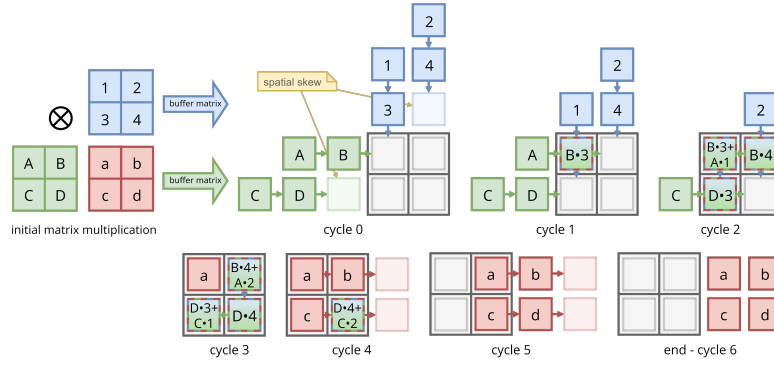 2
1
4
2
spatial skew
1 2
buffer matrix
3
1
4
2
3 4
A
B
A
B•3
B•3+
A•1
B•4
A B
a b
buffer matrix
C D
c d
C
D
C
D
C
D•3
initial matrix multiplication
cycle 0
cycle 1
cycle 2
a
B•4+
A•2
a
b
a
b
a
b
D•3+
C•1
D•4
c
D•4+
C•2
c
d
c
d
cycle 3
cycle 4
cycle 5
end - cycle 6